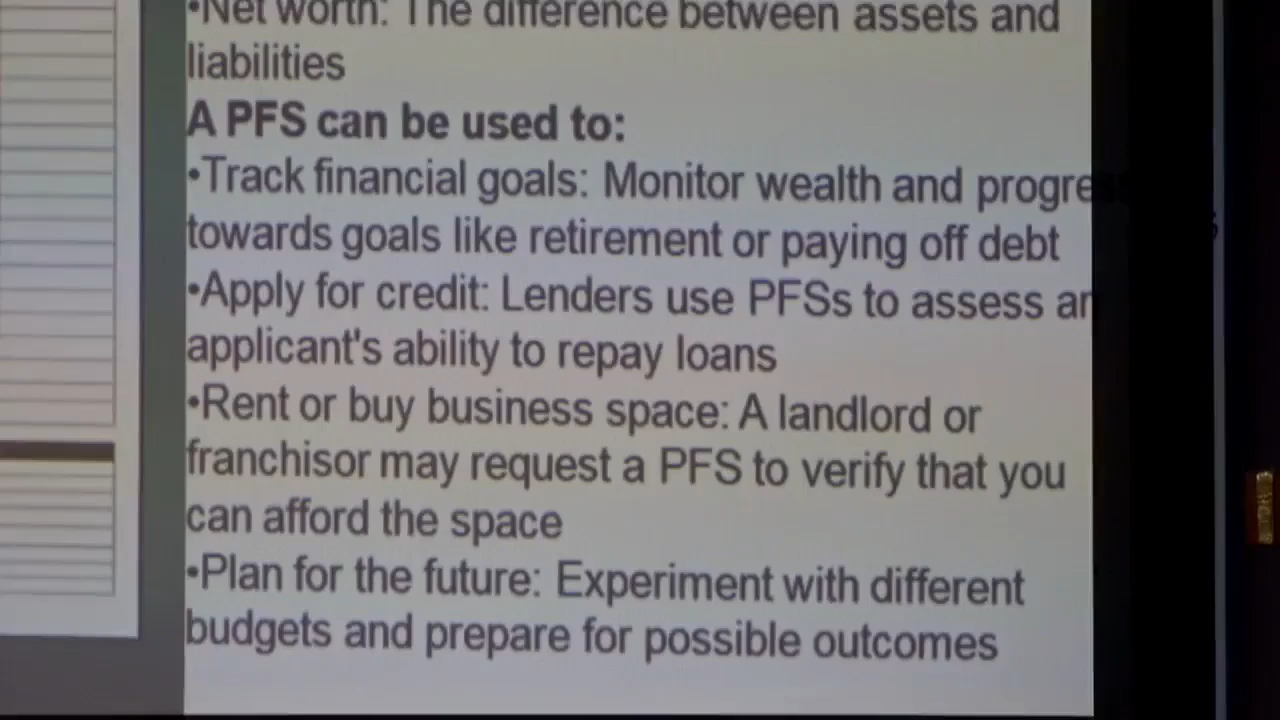 •Net worth: The difference between assets and
liabilities
A PFS can be used to:
•Track financial goals: Monitor wealth and progre
towards goals like retirement or paying off debt
•Apply for credit: Lenders use PFSs to assess an
applicant's ability to repay loans
•Rent or buy business space: A landlord or
franchisor may request a PFS to verify that you
can afford the space
•Plan for the future: Experiment with different
budgets and prepare for possible outcomes